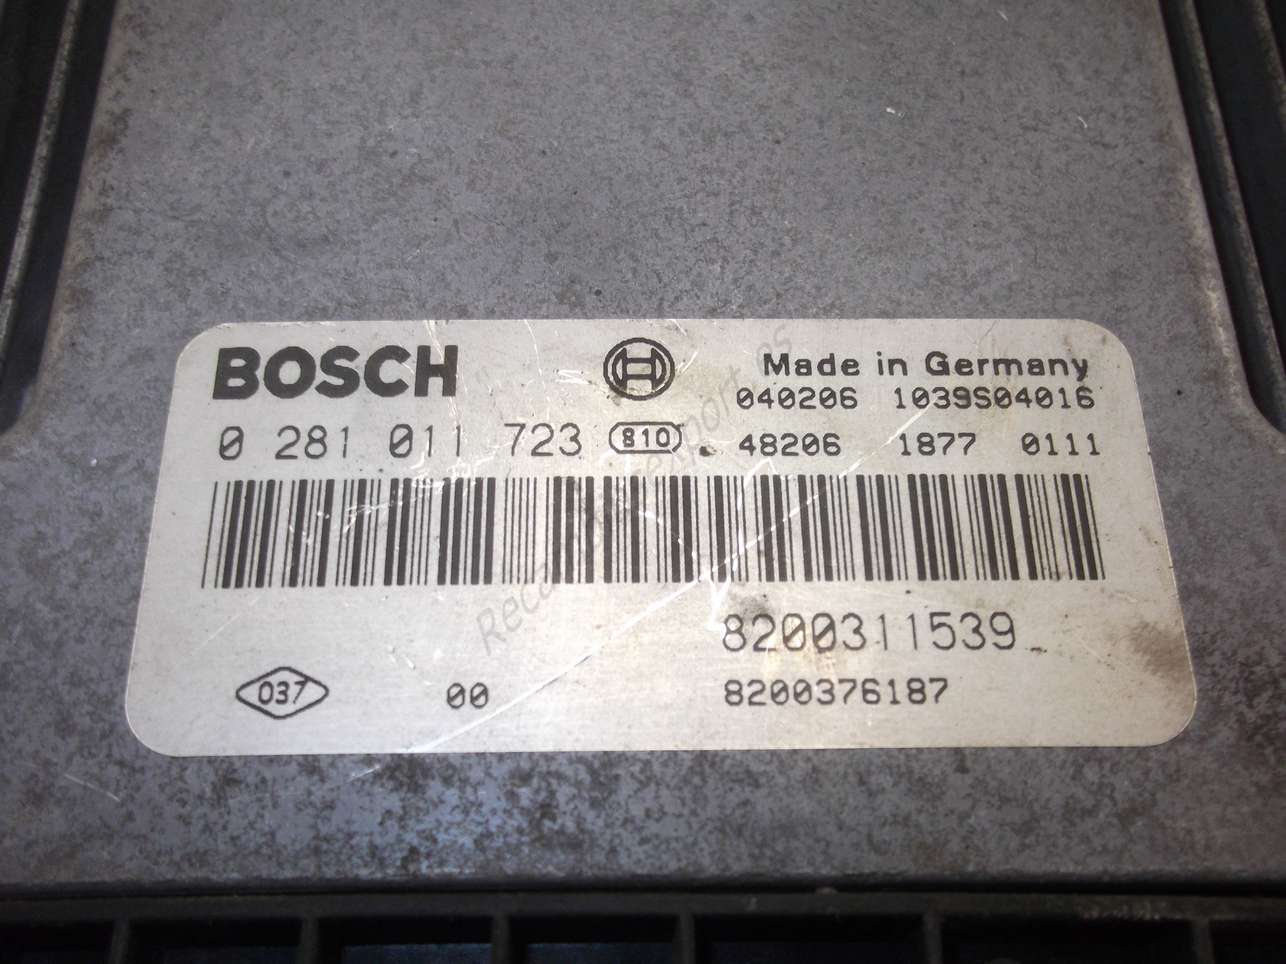 BOSCH
Made in Germany
040206 1039S04016
0 281 011 723 810 48206 1877 0111
8200311539
037 00 8200376187